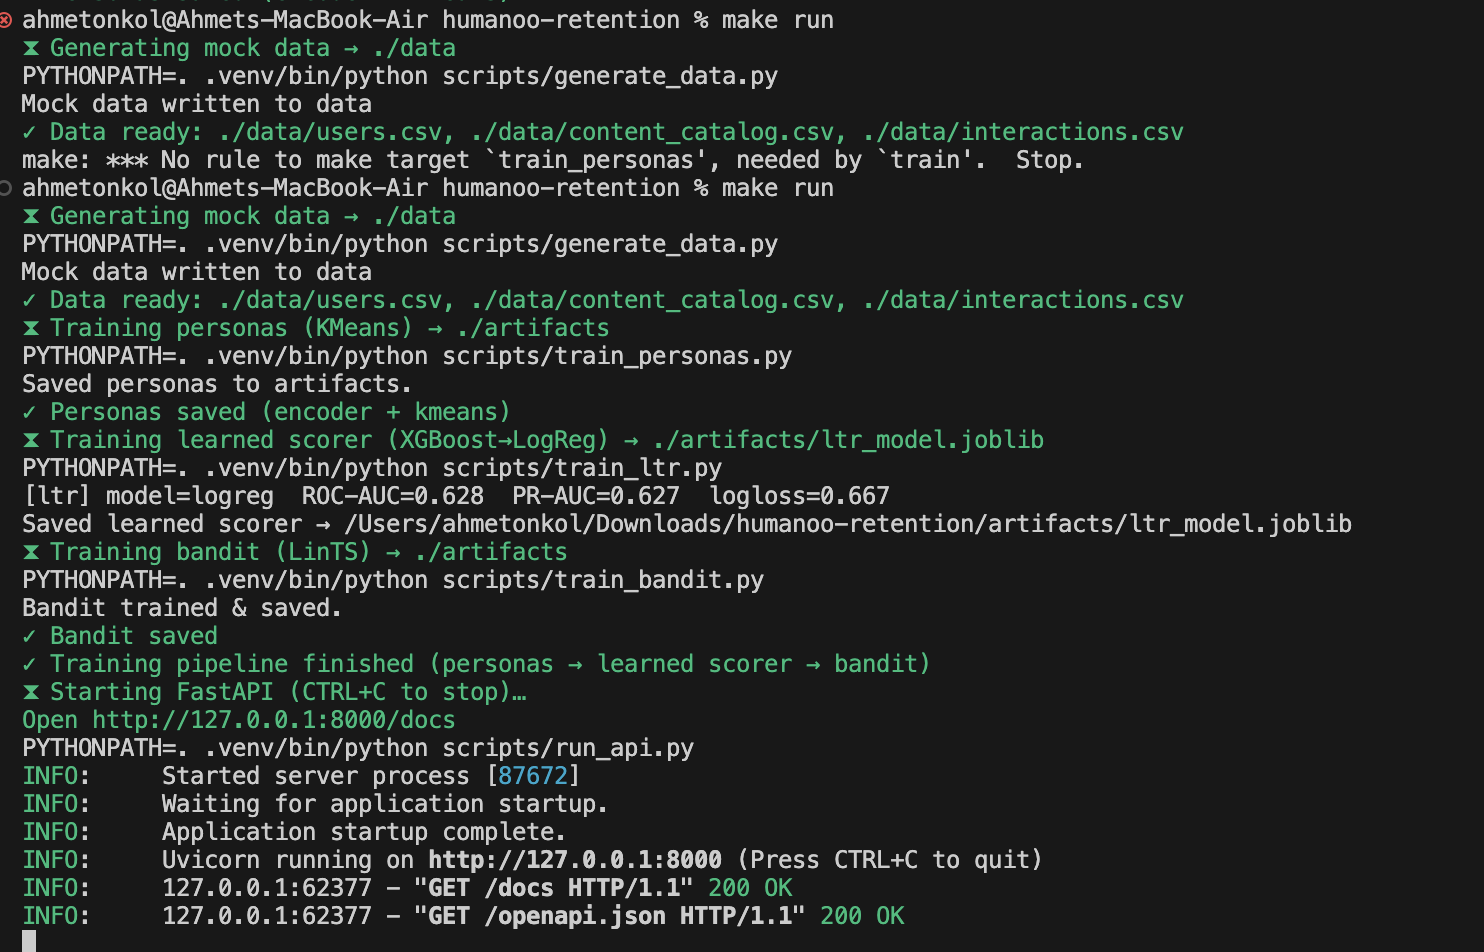 ahmetonkol@Ahmets-MacBook-Air humanoo-retention % make run
⧗ Generating mock data → ./data
PYTHONPATH=. .venv/bin/python scripts/generate_data.py
Mock data written to data
✓ Data ready: ./data/users.csv, ./data/content_catalog.csv, ./data/interactions.csv
make: *** No rule to make target `train_personas', needed by `train'.  Stop.
ahmetonkol@Ahmets-MacBook-Air humanoo-retention % make run
⧗ Generating mock data → ./data
PYTHONPATH=. .venv/bin/python scripts/generate_data.py
Mock data written to data
✓ Data ready: ./data/users.csv, ./data/content_catalog.csv, ./data/interactions.csv
⧗ Training personas (KMeans) → ./artifacts
PYTHONPATH=. .venv/bin/python scripts/train_personas.py
Saved personas to artifacts.
✓ Personas saved (encoder + kmeans)
⧗ Training learned scorer (XGBoost→LogReg) → ./artifacts/ltr_model.joblib
PYTHONPATH=. .venv/bin/python scripts/train_ltr.py
[ltr] model=logreg  ROC-AUC=0.628  PR-AUC=0.627  logloss=0.667
Saved learned scorer → /Users/ahmetonkol/Downloads/humanoo-retention/artifacts/ltr_model.joblib
⧗ Training bandit (LinTS) → ./artifacts
PYTHONPATH=. .venv/bin/python scripts/train_bandit.py
Bandit trained & saved.
✓ Bandit saved
✓ Training pipeline finished (personas → learned scorer → bandit)
⧗ Starting FastAPI (CTRL+C to stop)…
Open http://127.0.0.1:8000/docs
PYTHONPATH=. .venv/bin/python scripts/run_api.py
INFO:     Started server process [87672]
INFO:     Waiting for application startup.
INFO:     Application startup complete.
INFO:     Uvicorn running on http://127.0.0.1:8000 (Press CTRL+C to quit)
INFO:     127.0.0.1:62377 - "GET /docs HTTP/1.1" 200 OK
INFO:     127.0.0.1:62377 - "GET /openapi.json HTTP/1.1" 200 OK